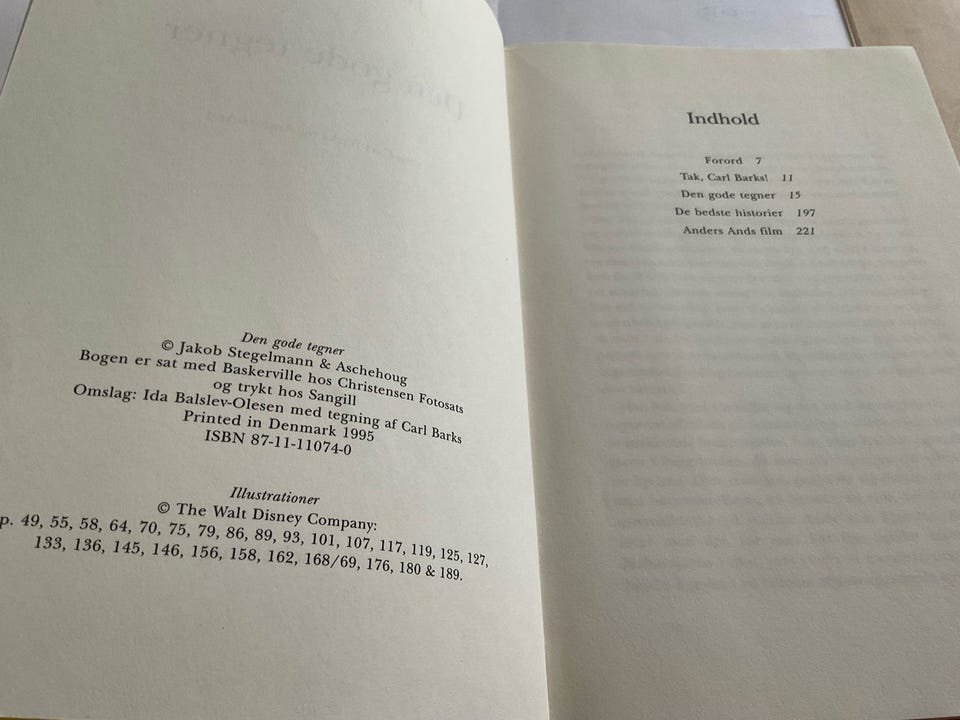 Den gode tegner
© Jakob Stegelmann & Aschehoug
Bogen er sat med Baskerville hos Christensen Fotosats
og trykt hos Sangill
Omslag: Ida Balslev-Olesen med tegning af Carl Barks
Printed in Denmark 1995
ISBN 87-11-11074-0
Illustrationer
© The Walt Disney Company:
p. 49, 55, 58, 64, 70, 75, 79, 86, 89, 93, 101, 107, 117, 119, 125, 127,
133, 136, 145, 146, 156, 158, 162, 168/69, 176, 180 & 189.
Indhold
Forord 7
Tak, Carl Barks! 11
Den gode tegner 15
De bedste historier 197
Anders Ands film 221